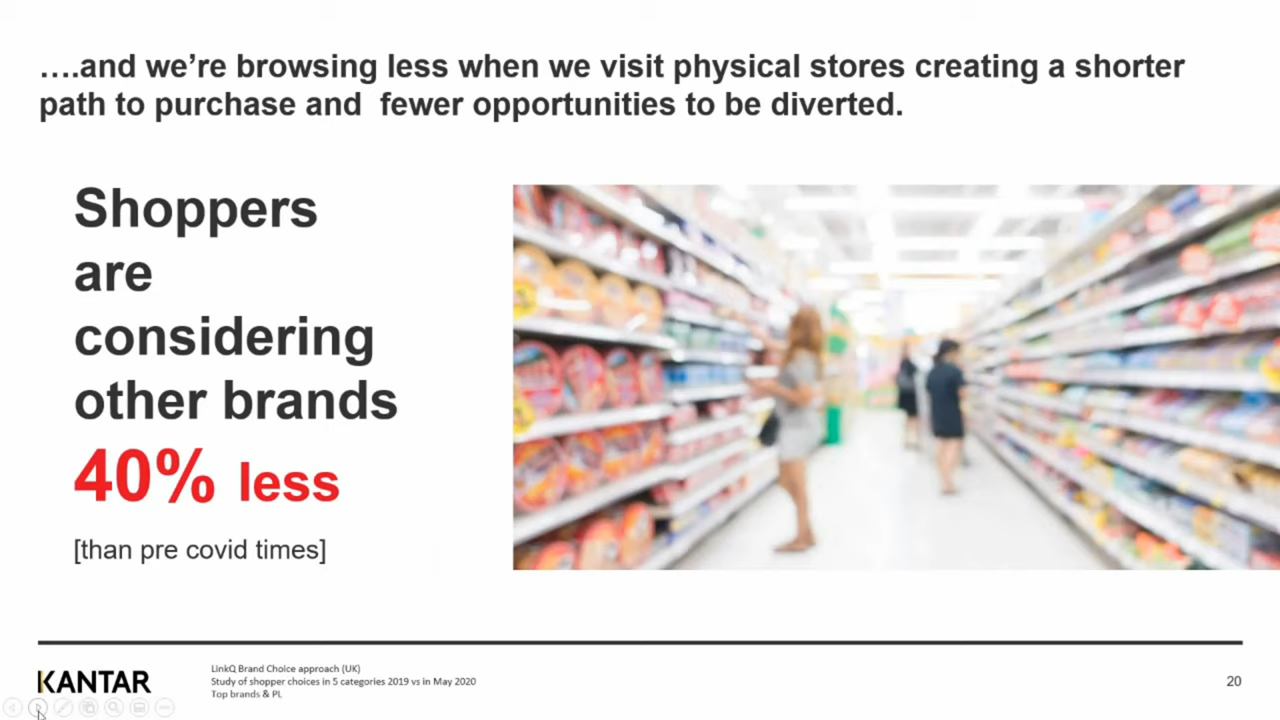 ….and we’re browsing less when we visit physical stores creating a shorter
path to purchase and  fewer opportunities to be diverted.
Shoppers
are
considering
other brands
40% less
[than pre covid times]
KANTAR
LinkQ Brand Choice approach (UK)
Study of shopper choices in 5 categories 2019 vs in May 2020
Top brands & PL
20